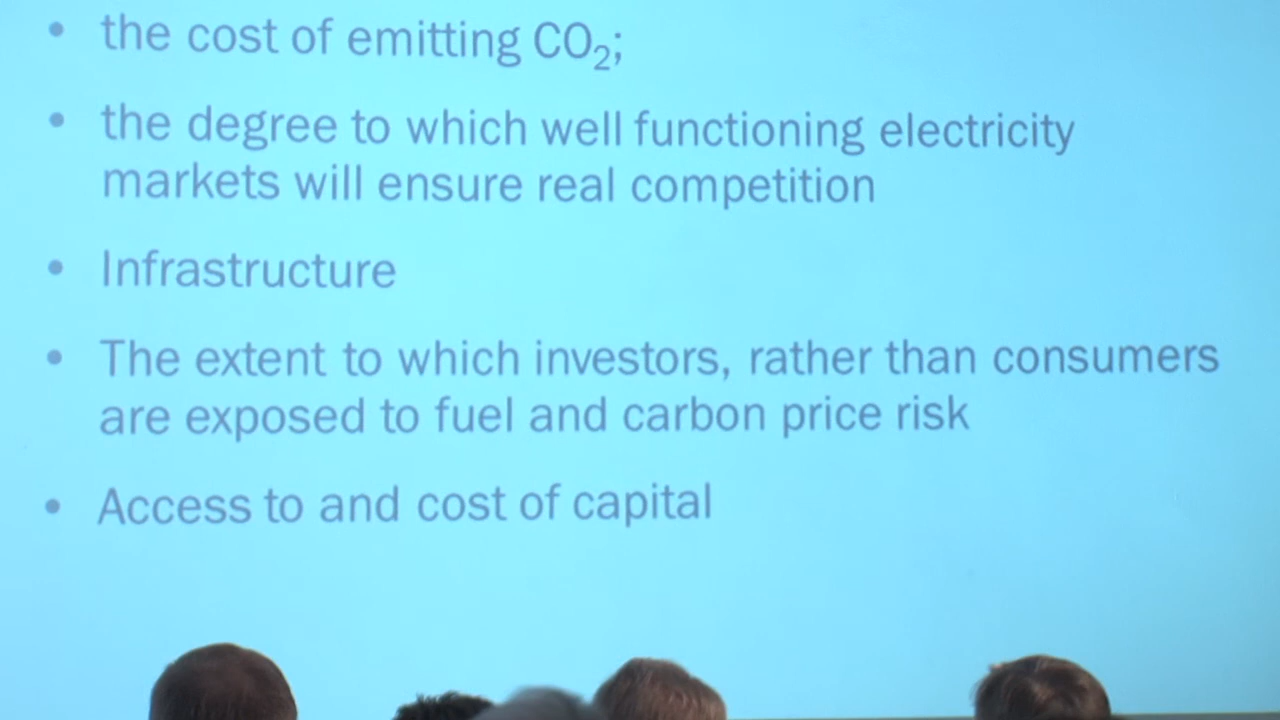 • the cost of emitting CO₂;
• the degree to which well functioning electricity
markets will ensure real competition
• Infrastructure
• The extent to which investors, rather than consumers
are exposed to fuel and carbon price risk
• Access to and cost of capital